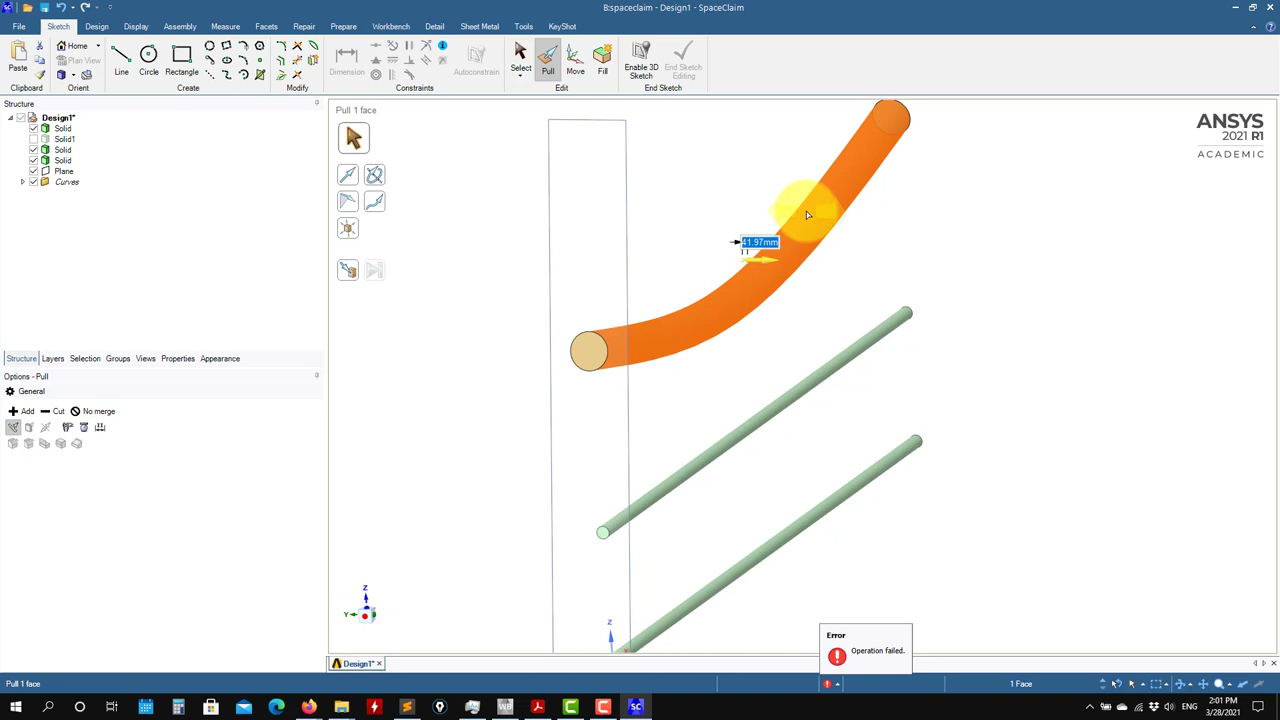 B:spaceclaim - Design1 - SpaceClaim
File Sketch Design Display Assembly Measure Facets Repair Prepare Workbench Detail Sheet Metal Tools KeyShot
Home
Plan View
Paste
Line Circle Rectangle
Dimension
Autoconstrain
Select Pull Move Fill
Enable 3D Sketch
End Sketch Editing
Clipboard Orient Create Modify Constraints Edit End Sketch
Structure
Design1*
Solid
Solid1
Solid
Solid
Plane
Curves
Structure Layers Selection Groups Views Properties Appearance
Options - Pull
General
Add Cut No merge
Pull 1 face
ANSYS
2021 R1
ACADEMIC
41.97mm
Z
Y
Z
Error
Operation failed.
Design1*
Pull 1 face
1 Face
ENG
2:01 PM
3/28/2021
SC
WB